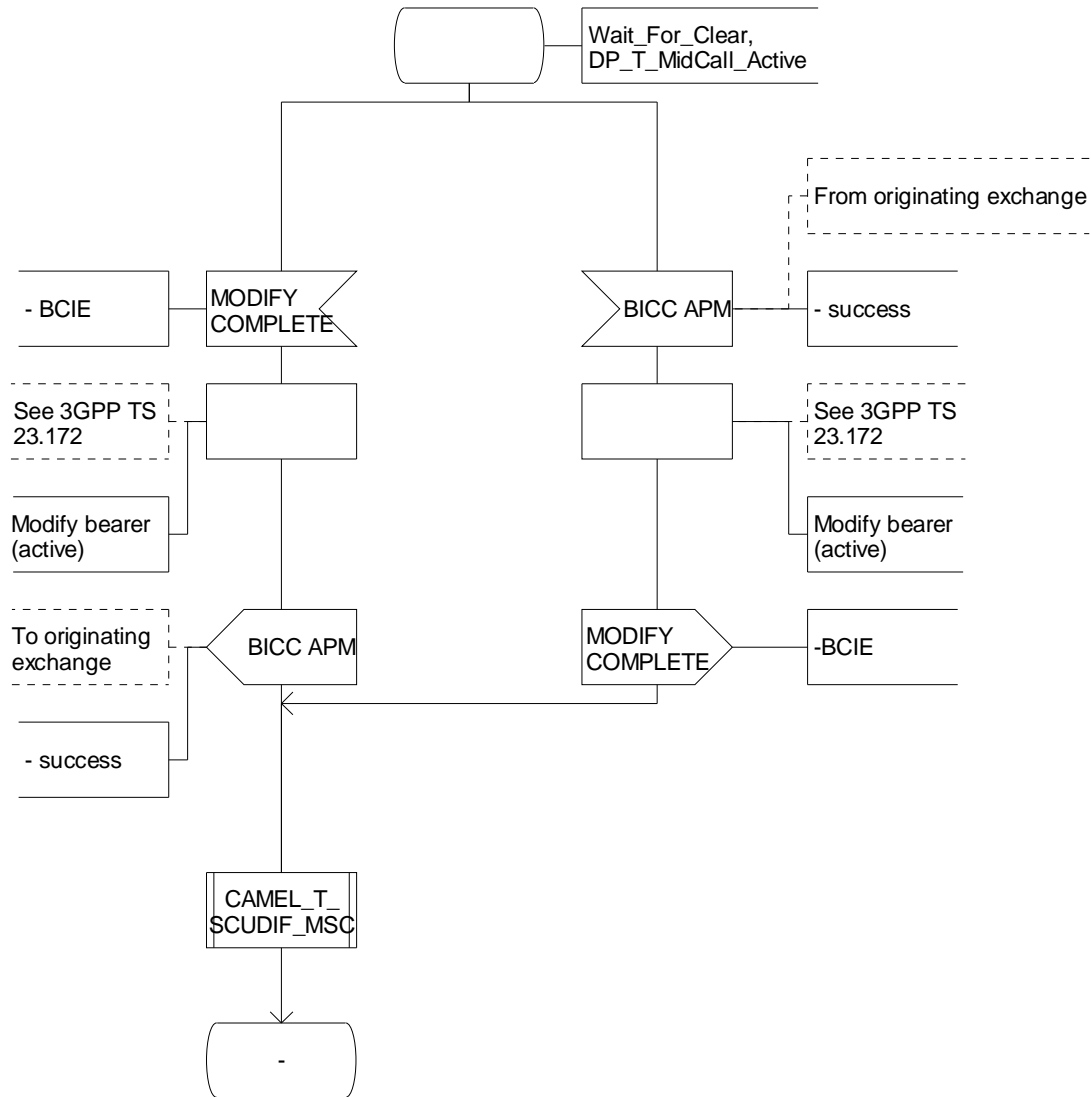 Wait_For_Clear,
DP_T_MidCall_Active
From originating exchange
- BCIE
MODIFY
COMPLETE
BICC APM
- success
See 3GPP TS
23.172
See 3GPP TS
23.172
Modify bearer
(active)
Modify bearer
(active)
To originating
exchange
BICC APM
MODIFY
COMPLETE
-BCIE
- success
CAMEL_T_
SCUDIF_MSC
-